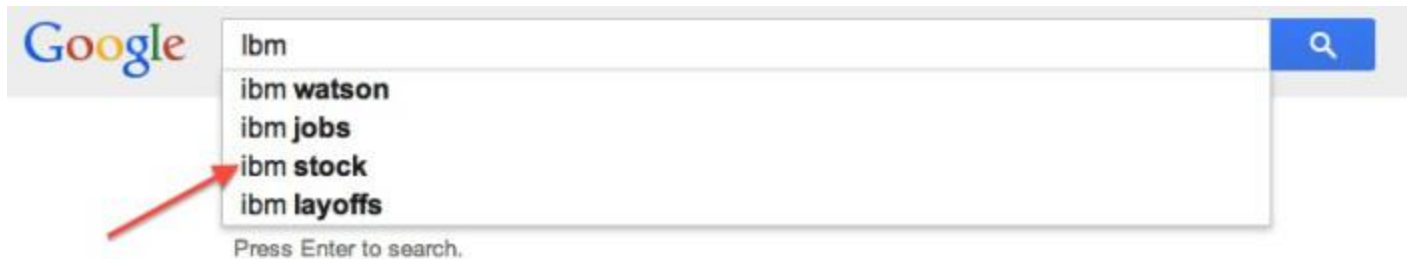 Google
Ibm
ibm watson
ibm jobs
ibm stock
ibm layoffs
Press Enter to search.